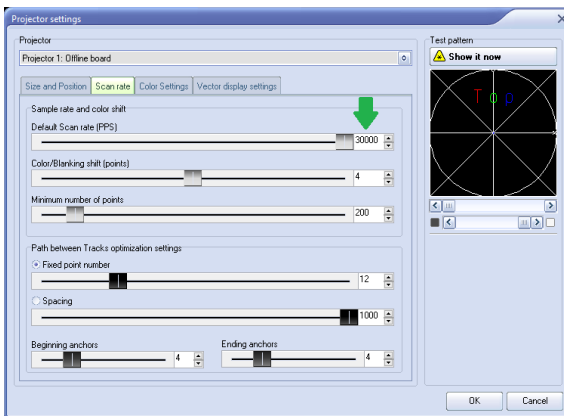 Projector settings
Projector
Projector 1: Offline board
Size and Position
Scan rate
Color Settings
Vector display settings
Sample rate and color shift
Default Scan rate (PPS)
30000
Color/Blanking shift (points)
4
Minimum number of points
200
Path between Tracks optimization settings
Fixed point number
12
Spacing
1000
Beginning anchors
4
Ending anchors
4
Test pattern
Show it now
Top
OK
Cancel